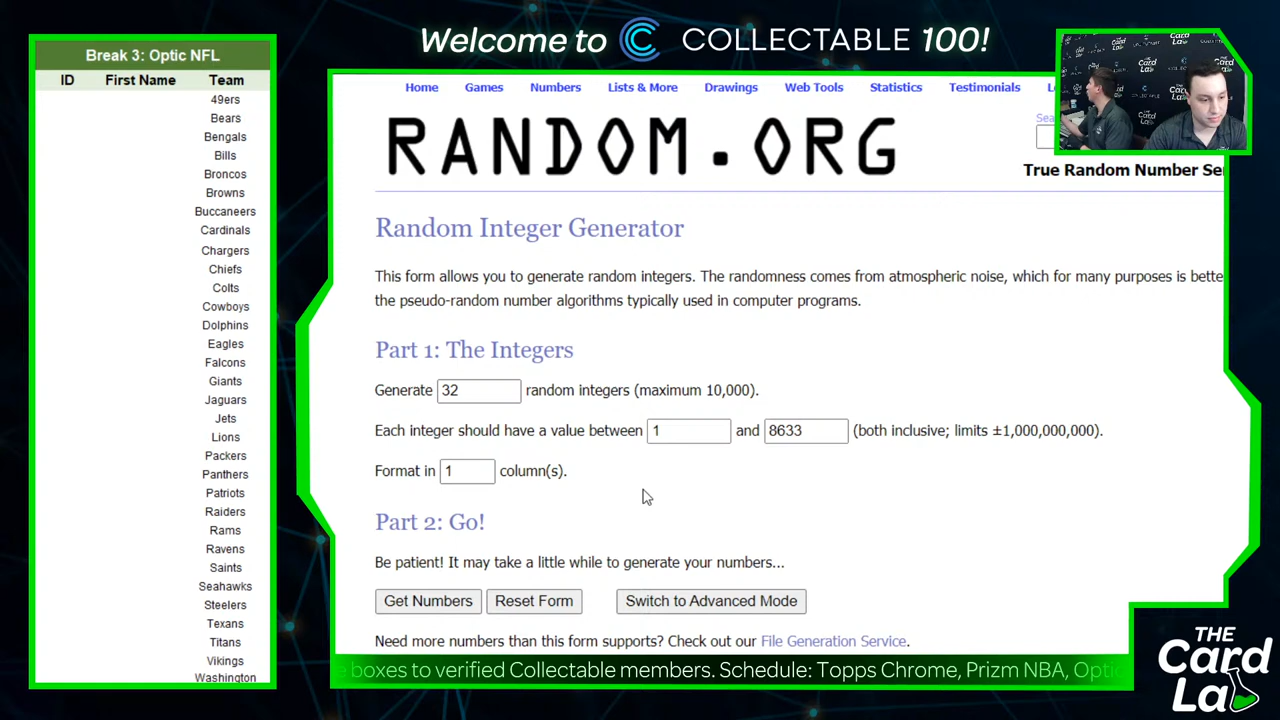 Welcome to COLLECTABLE 100!
Break 3: Optic NFL
ID First Name Team
49ers
Bears
Bengals
Bills
Broncos
Browns
Buccaneers
Cardinals
Chargers
Chiefs
Colts
Cowboys
Dolphins
Eagles
Falcons
Giants
Jaguars
Jets
Lions
Packers
Panthers
Patriots
Raiders
Rams
Ravens
Saints
Seahawks
Steelers
Texans
Titans
Vikings
Washington
Home Games Numbers Lists & More Drawings Web Tools Statistics Testimonials
RANDOM.ORG
True Random Number
Random Integer Generator
This form allows you to generate random integers. The randomness comes from atmospheric noise, which for many purposes is
the pseudo-random number algorithms typically used in computer programs.
Part 1: The Integers
Generate 32 random integers (maximum 10,000).
Each integer should have a value between 1 and 8633 (both inclusive; limits ±1,000,000,000).
Format in 1 column(s).
Part 2: Go!
Be patient! It may take a little while to generate your numbers...
Get Numbers Reset Form Switch to Advanced Mode
Need more numbers than this form supports? Check out our File Generation Service.
boxes to verified Collectable members. Schedule: Topps Chrome, Prizm NBA,
THE
Card
Lab